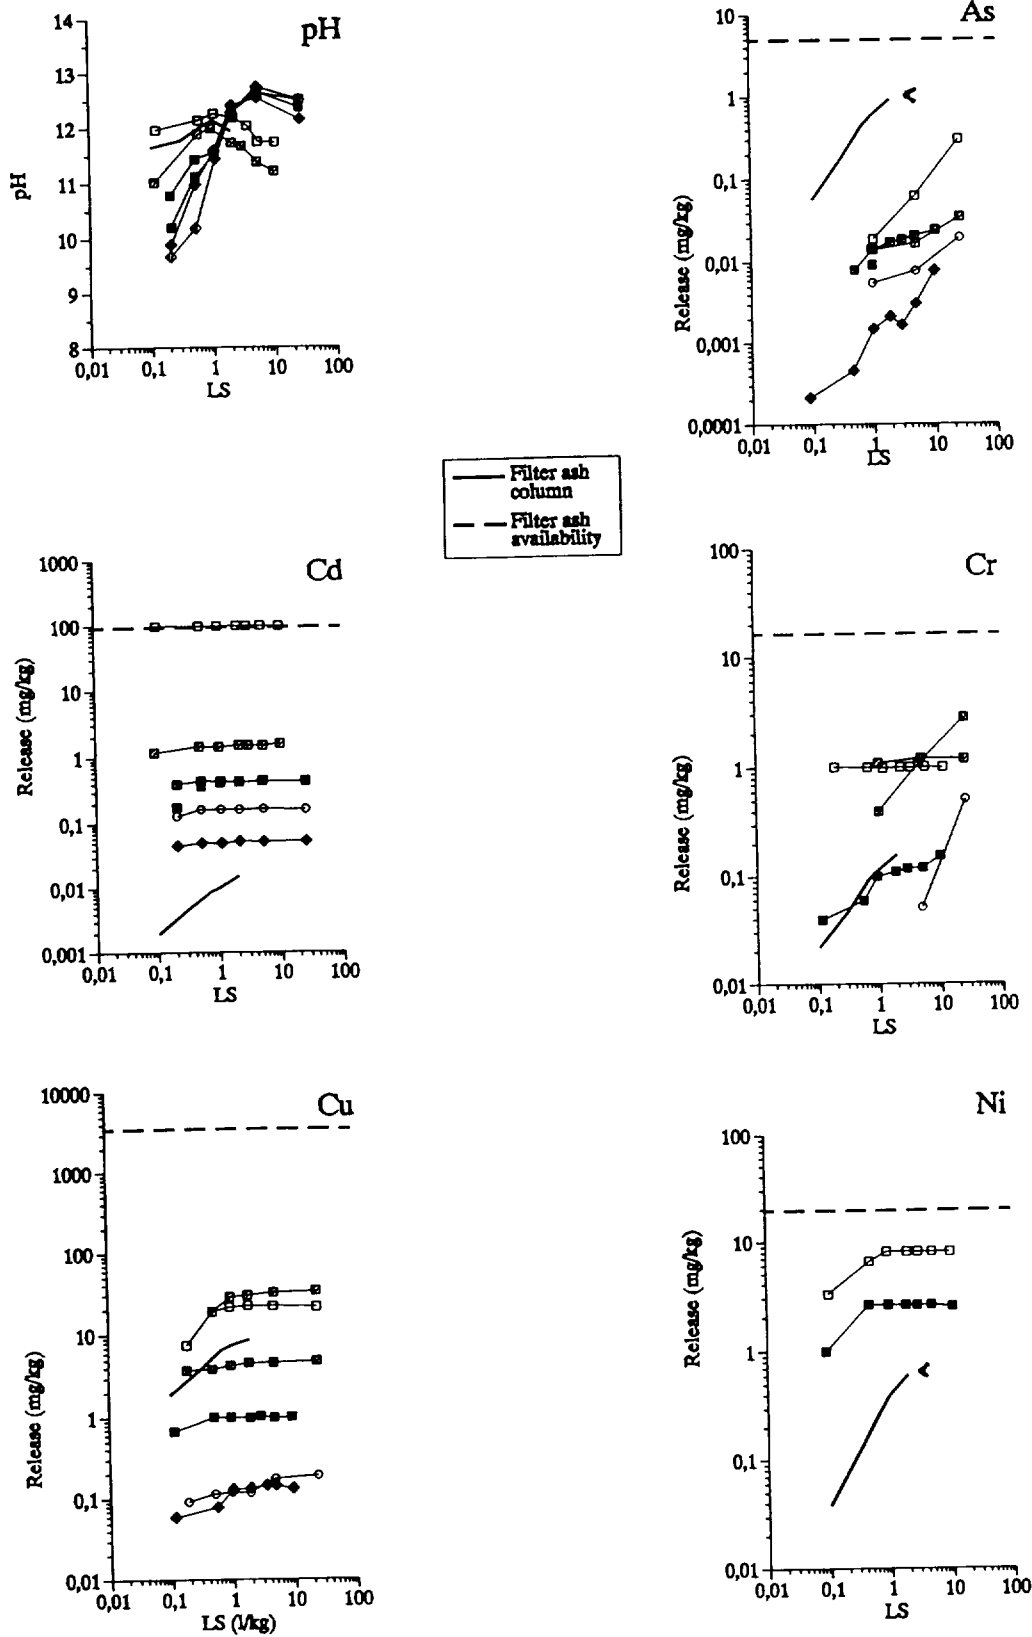 pH
14
13
12
11
10
9
8
pH
0,01 0,1 1 10 100
LS
As
10
1
0,1
0,01
0,001
0,0001
Release (mg/kg)
<
0,01 0,1 1 10 100
LS
Filter ash
column
Filter ash
availability
Cd
1000
100
10
1
0,1
0,01
0,001
Release (mg/kg)
0,01 0,1 1 10 100
LS
Cr
100
10
1
0,1
0,01
Release (mg/kg)
0,01 0,1 1 10 100
LS
Cu
10000
1000
100
10
1
0,1
0,01
Release (mg/kg)
0,01 0,1 1 10 100
LS (l/kg)
Ni
100
10
1
0,1
0,01
Release (mg/kg)
<
0,01 0,1 1 10 100
LS